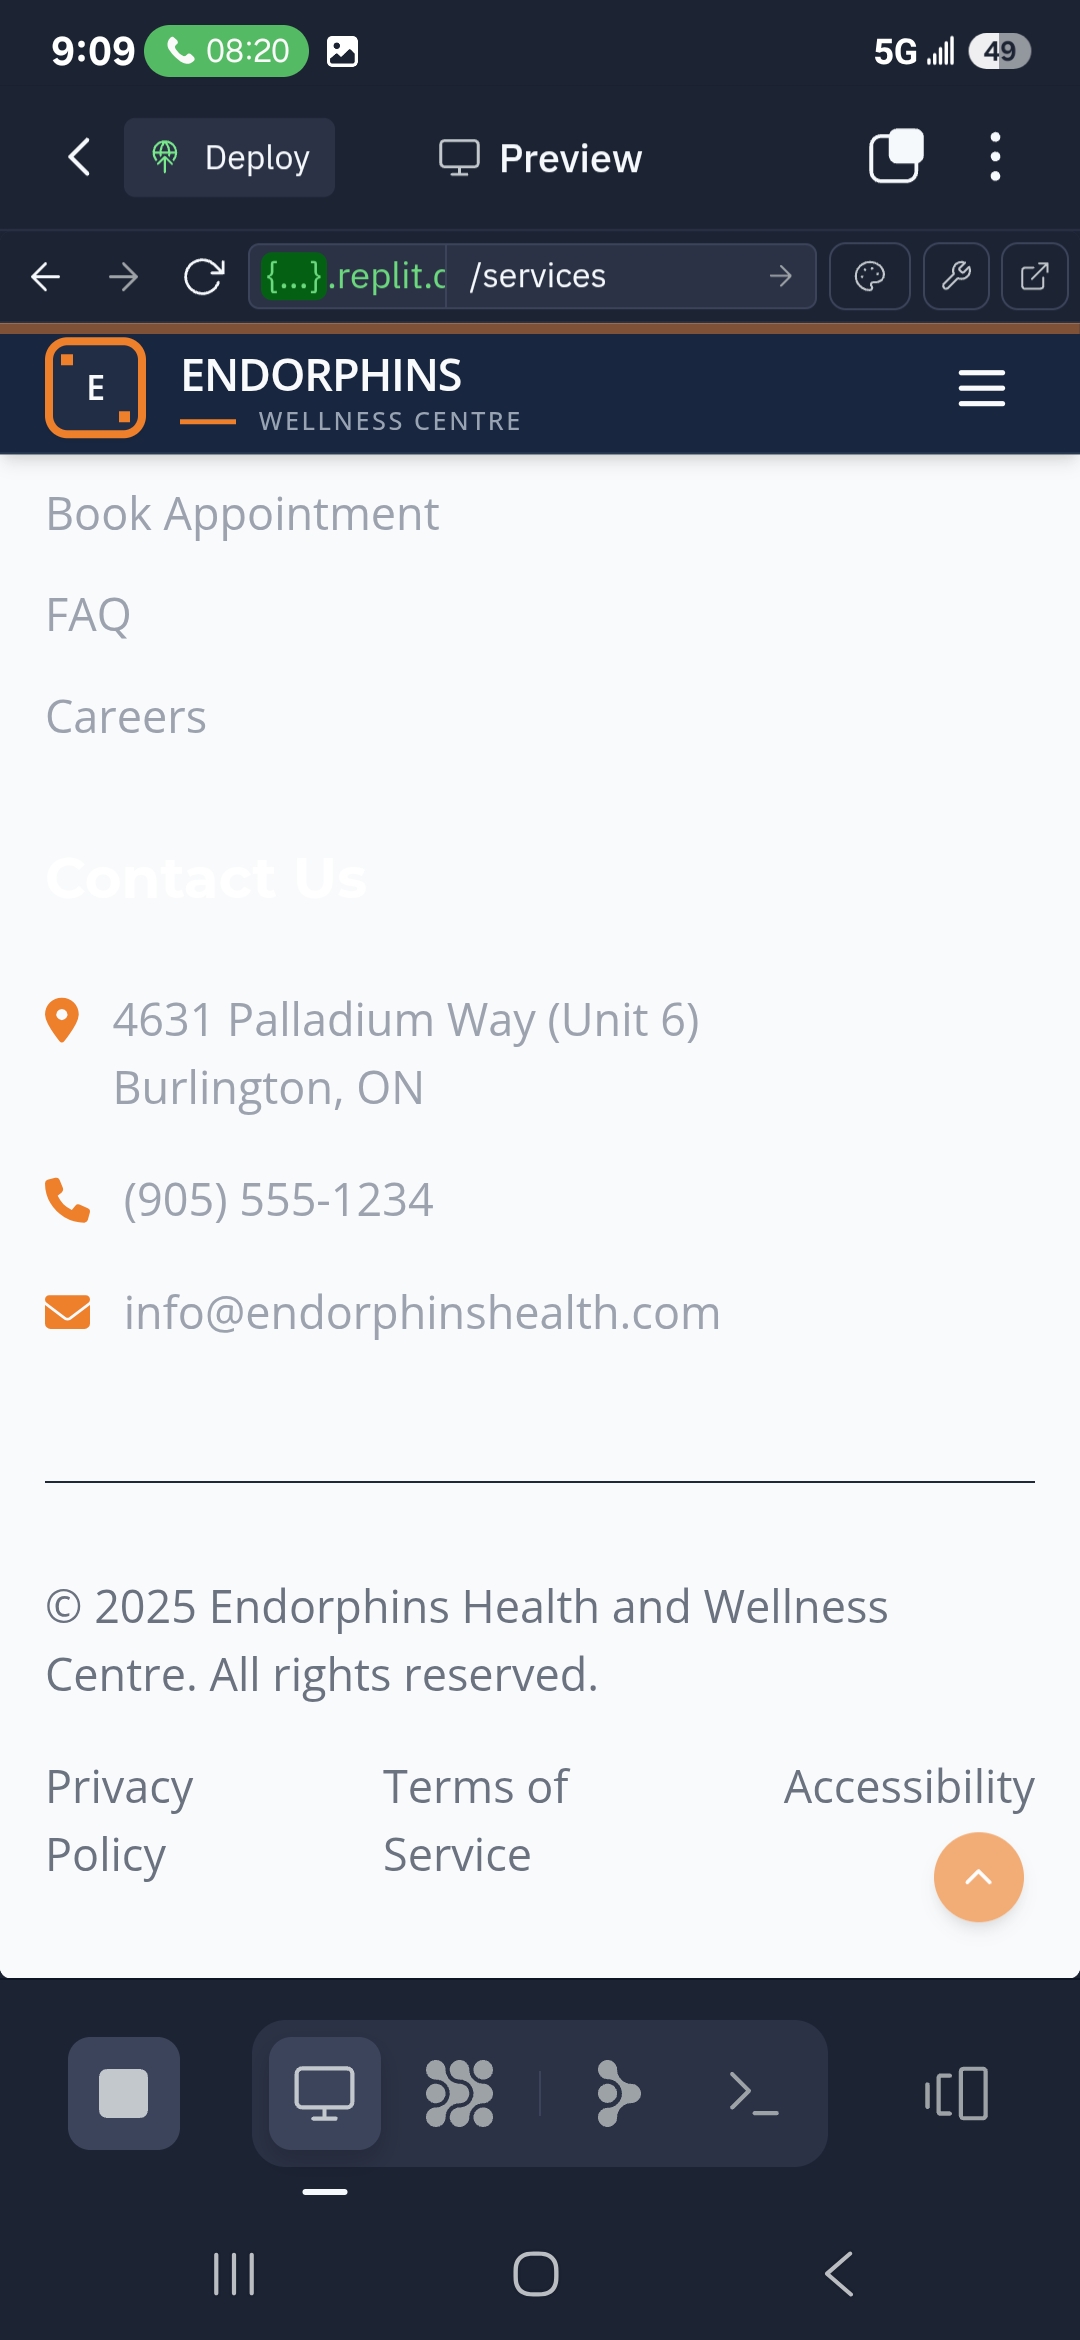 9:09 08:20 5G 49
Deploy Preview
{...}.replit.c /services
E
ENDORPHINS
WELLNESS CENTRE
Book Appointment
FAQ
Careers
Contact Us
4631 Palladium Way (Unit 6)
Burlington, ON
(905) 555-1234
info@endorphinshealth.com
© 2025 Endorphins Health and Wellness
Centre. All rights reserved.
Privacy Policy
Terms of Service
Accessibility